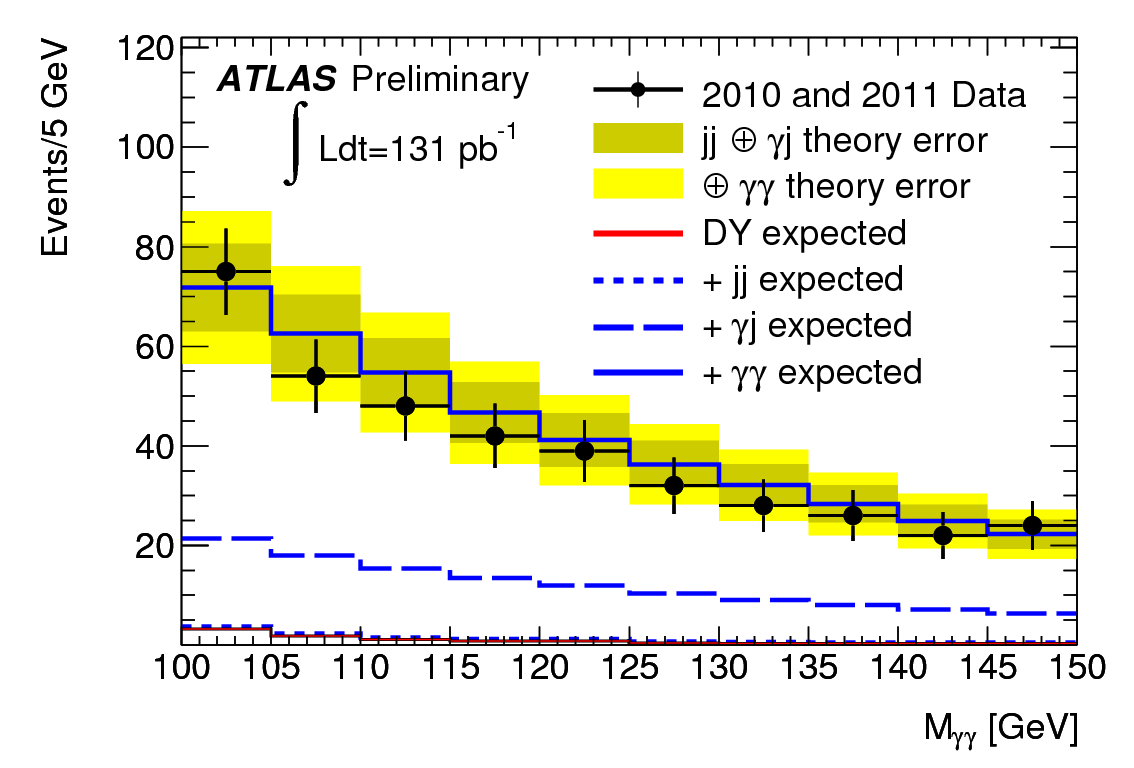 Events/5 GeV
120
100
80
60
40
20
ATLAS Preliminary
∫ Ldt=131 pb⁻¹
2010 and 2011 Data
jj ⊕ γj theory error
⊕ γγ theory error
DY expected
+ jj expected
+ γj expected
+ γγ expected
100 105 110 115 120 125 130 135 140 145 150
Mγγ [GeV]